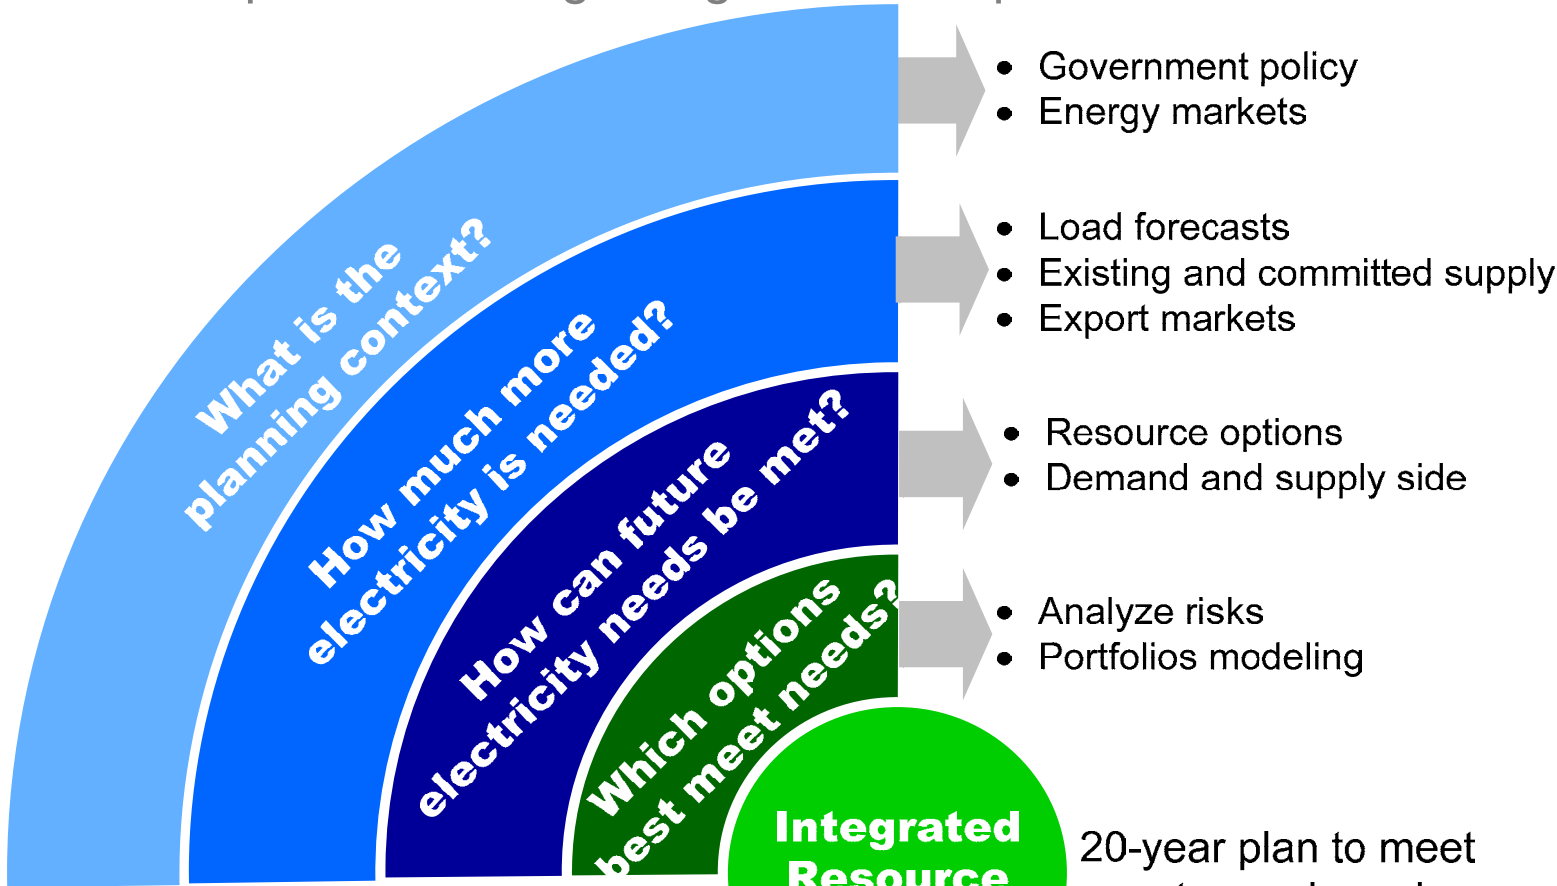 What is the
planning context?
• Government policy
• Energy markets
How much more
electricity is needed?
• Load forecasts
• Existing and committed supply
• Export markets
How can future
electricity needs be met?
• Resource options
• Demand and supply side
Which options
best meet needs?
• Analyze risks
• Portfolios modeling
Integrated
Resource
20-year plan to meet